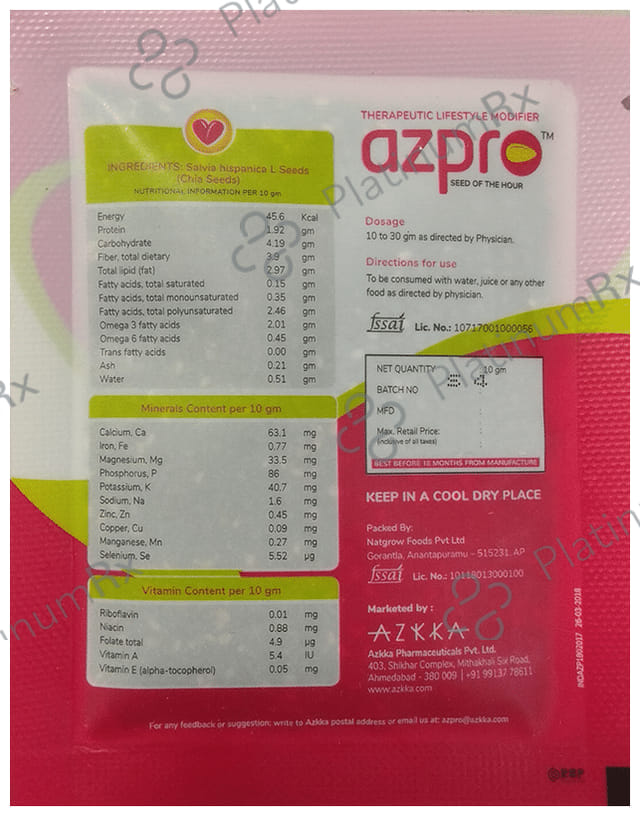 INGREDIENTS: Salvia hispanica L Seeds
(Chia Seeds)
NUTRITIONAL INFORMATION PER 10 gm
Energy 45.6 Kcal
Protein 1.92 gm
Carbohydrate 4.19 gm
Fiber, total dietary 3.9 gm
Total lipid (fat) 2.97 gm
Fatty acids, total saturated 0.15 gm
Fatty acids, total monounsaturated 0.35 gm
Fatty acids, total polyunsaturated 2.46 gm
Omega 3 fatty acids 2.01 gm
Omega 6 fatty acids 0.45 gm
Trans fatty acids 0.00 gm
Ash 0.21 gm
Water 0.51 gm
Minerals Content per 10 gm
Calcium, Ca 63.1 mg
Iron, Fe 0.77 mg
Magnesium, Mg 33.5 mg
Phosphorus, P 86 mg
Potassium, K 40.7 mg
Sodium, Na 1.6 mg
Zinc, Zn 0.45 mg
Copper, Cu 0.09 mg
Manganese, Mn 0.27 mg
Selenium, Se 5.52 µg
Vitamin Content per 10 gm
Riboflavin 0.01 mg
Niacin 0.88 mg
Folate total 4.9 µg
Vitamin A 5.4 IU
Vitamin E (alpha-tocopherol) 0.05 mg
THERAPEUTIC LIFESTYLE MODIFIER
azpro™
SEED OF THE HOUR
Dosage
10 to 30 gm as directed by Physician.
Directions for use
To be consumed with water, juice or any other
food as directed by physician.
fssai Lic. No.: 10717001000056
NET QUANTITY : 10 gm
BATCH NO
MFD :
Max. Retail Price: :
(inclusive of all taxes)
BEST BEFORE 18 MONTHS FROM MANUFACTURE
KEEP IN A COOL DRY PLACE
Packed By:
Natgrow Foods Pvt Ltd
Gorantla, Anantapuramu - 515231. AP
fssai Lic. No.: 10118013000100
Marketed by :
AZKKA
Azkka Pharmaceuticals Pvt. Ltd.
403, Shikhar Complex, Mithakhali Six Road,
Ahmedabad - 380 009 | +91 99137 78611
www.azkka.com
For any feedback or suggestion; write to Azkka postal address or email us at: azpro@azkka.com
INDAZP1802017 26-03-2018
PlatinumRx
PlatinumRx
PlatinumRx
PlatinumRx